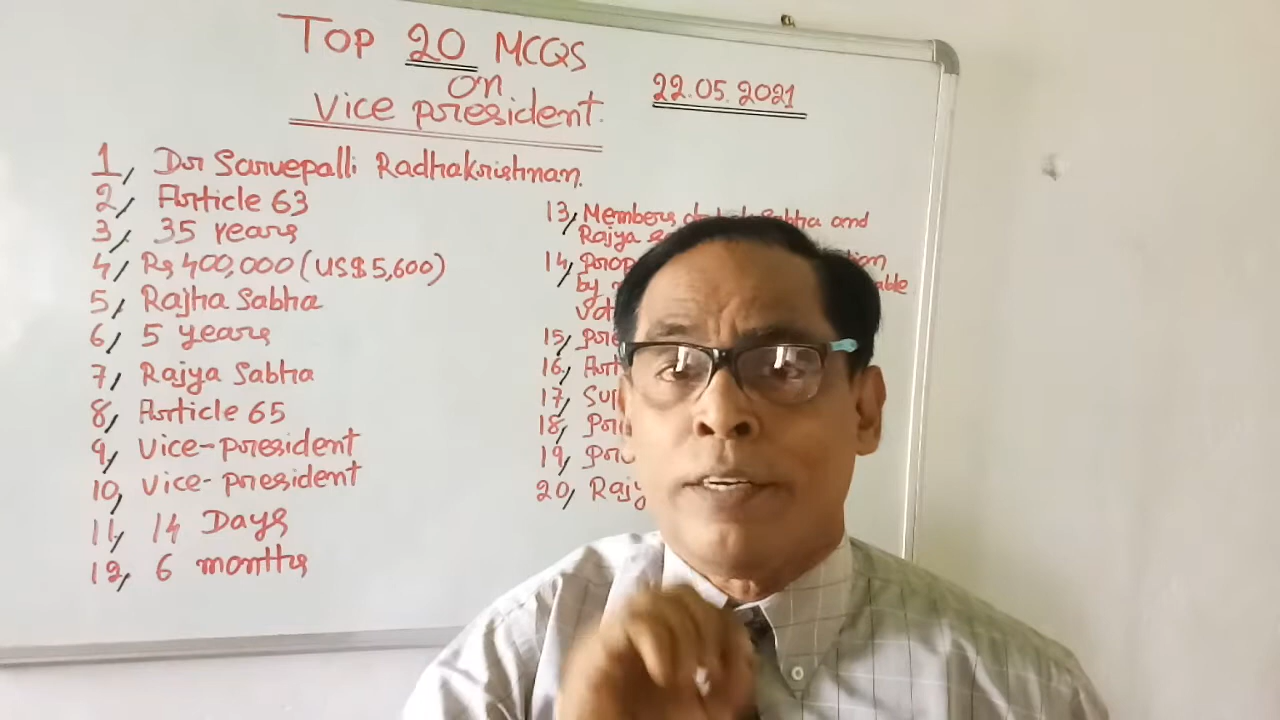 TOP 20 MCQS
on
Vice president.
22.05.2021
1, Dr Sarvepalli Radhakrishnan.
2, Article 63
3, 35 years
4, Rs 400,000 (US$ 5,600)
5, Rajha Sabha
6, 5 years
7, Rajya Sabha
8, Article 65
9, Vice-president
10, Vice-president
11, 14 Days
12, 6 months
13, Members Sabha and
Rajya
14,
by
15,
16,
17,
18,
19,
20,